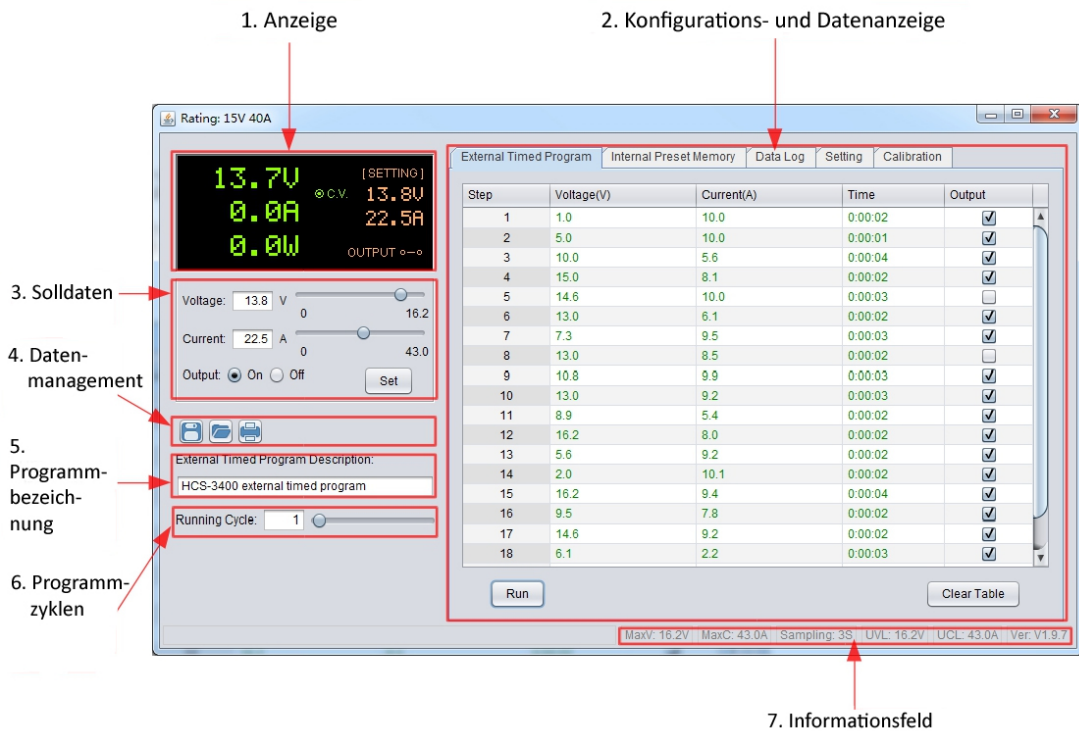 1. Anzeige
2. Konfigurations- und Datenanzeige
Rating: 15V 40A
13.7V
0.0A
0.0W
C.V.
[SETTING]
13.8V
22.5A
OUTPUT
3. Solldaten
Voltage: 13.8 V
0 16.2
Current: 22.5 A
0 43.0
Output: On Off
Set
4. Daten-
management
5.
Programm-
bezeich-
nung
External Timed Program Description:
HCS-3400 external timed program
6. Programm-
zyklen
Running Cycle: 1
External Timed Program Internal Preset Memory Data Log Setting Calibration
Step Voltage(V) Current(A) Time Output
1 1.0 10.0 0:00:02
2 5.0 10.0 0:00:01
3 10.0 5.6 0:00:04
4 15.0 8.1 0:00:02
5 14.6 10.0 0:00:03
6 13.0 6.1 0:00:02
7 7.3 9.5 0:00:03
8 13.0 8.5 0:00:02
9 10.8 9.9 0:00:03
10 13.0 9.2 0:00:03
11 8.9 5.4 0:00:02
12 16.2 8.0 0:00:02
13 5.6 9.2 0:00:02
14 2.0 10.1 0:00:02
15 16.2 9.4 0:00:04
16 9.5 7.8 0:00:02
17 14.6 9.2 0:00:02
18 6.1 2.2 0:00:03
Run
Clear Table
MaxV: 16.2V MaxC: 43.0A Sampling: 3S UVL: 16.2V UCL: 43.0A Ver: V1.9.7
7. Informationsfeld